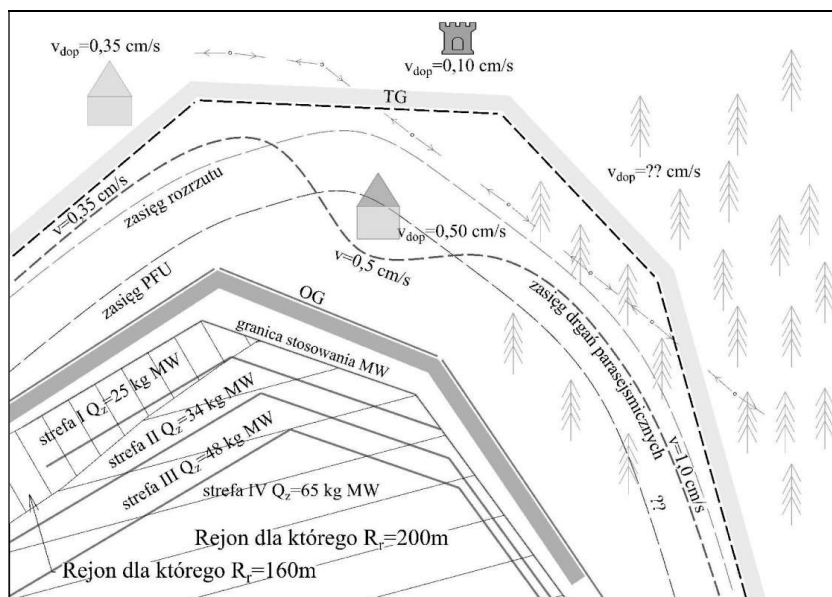 v_dop=0,35 cm/s
v_dop=0,10 cm/s
TG
v_dop=?? cm/s
v=0,35 cm/s
zasięg rozrzutu
v_dop=0,50 cm/s
v=0,5 cm/s
zasięg PFU
OG
zasięg drgań parasejsmicznych
granica stosowania MW
strefa I Q_z=25 kg MW
strefa II Q_z=34 kg MW
strefa III Q_z=48 kg MW
strefa IV Q_z=65 kg MW
v=1,0 cm/s
??
Rejon dla którego R_r=200m
Rejon dla którego R_r=160m